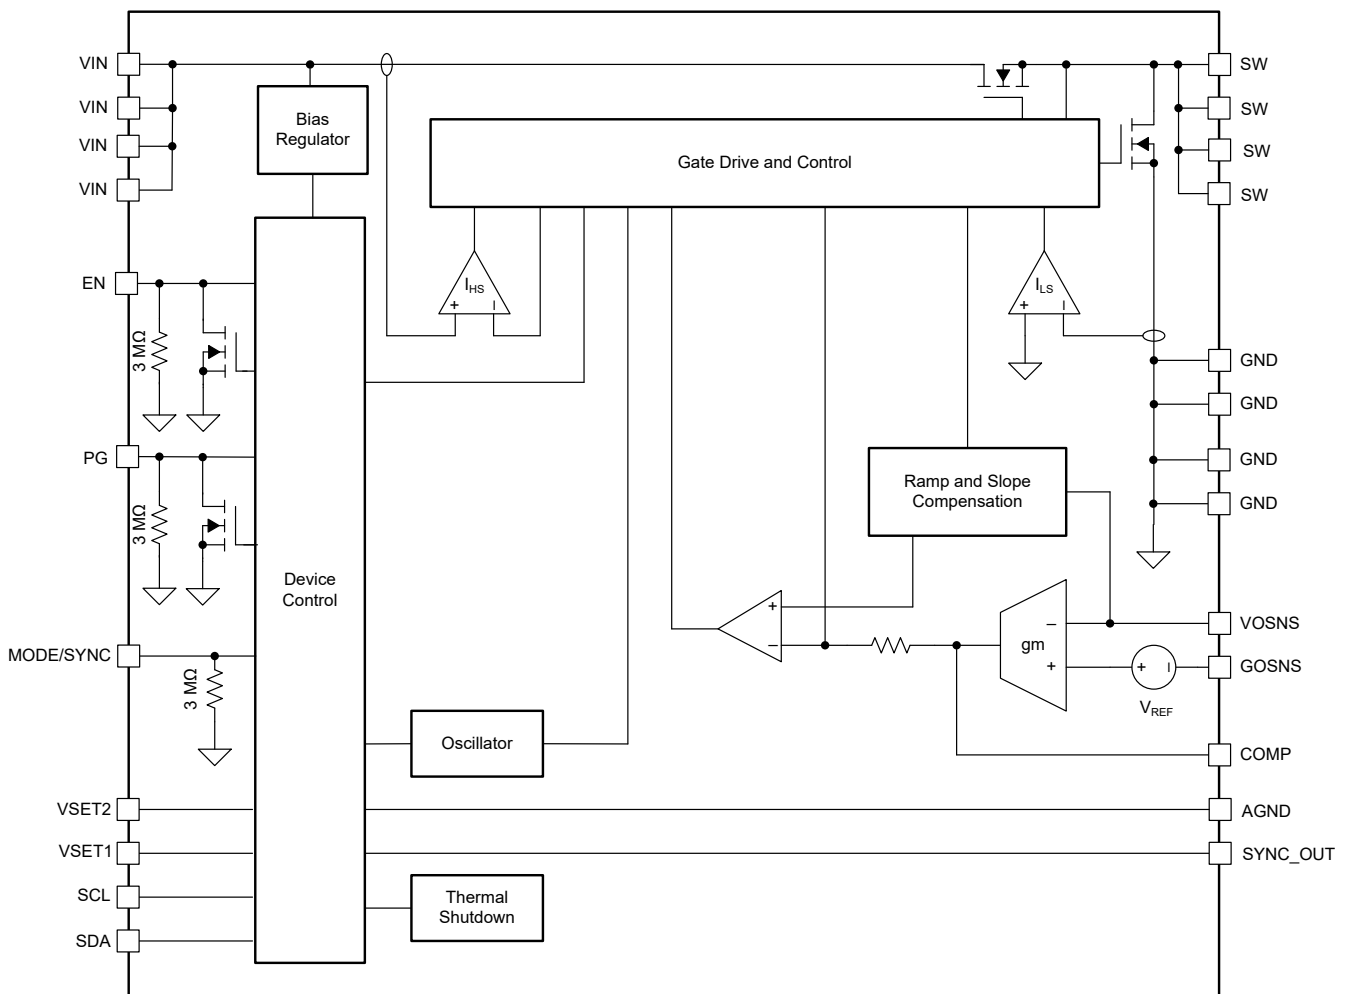 VIN
SW
VIN
SW
Bias
Regulator
VIN
SW
Gate Drive and Control
VIN
SW
EN
IHS
+
–
ILS
+
–
3 MΩ
GND
GND
PG
GND
Ramp and Slope
Compensation
GND
3 MΩ
Device
Control
+
–
gm
–
+
VOSNS
MODE/SYNC
GOSNS
+
–
3 MΩ
VREF
Oscillator
COMP
VSET2
AGND
VSET1
SYNC_OUT
SCL
Thermal
Shutdown
SDA